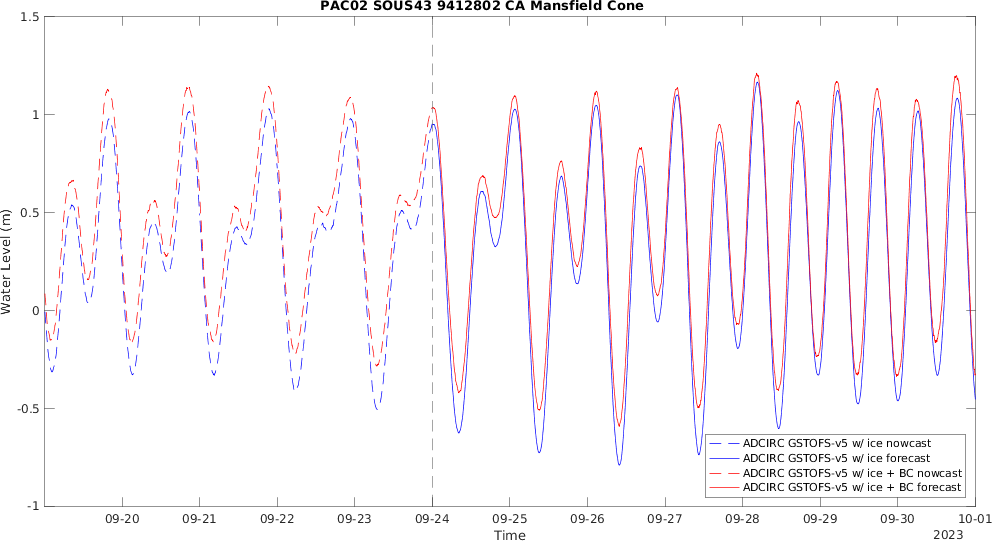 PAC02 SOUS43 9412802 CA Mansfield Cone
Water Level (m)
1.5
1
0.5
0
-0.5
-1
09-20 09-21 09-22 09-23 09-24 09-25 09-26 09-27 09-28 09-29 09-30 10-01
Time
2023
ADCIRC GSTOFS-v5 w/ ice nowcast
ADCIRC GSTOFS-v5 w/ ice forecast
ADCIRC GSTOFS-v5 w/ ice + BC nowcast
ADCIRC GSTOFS-v5 w/ ice + BC forecast